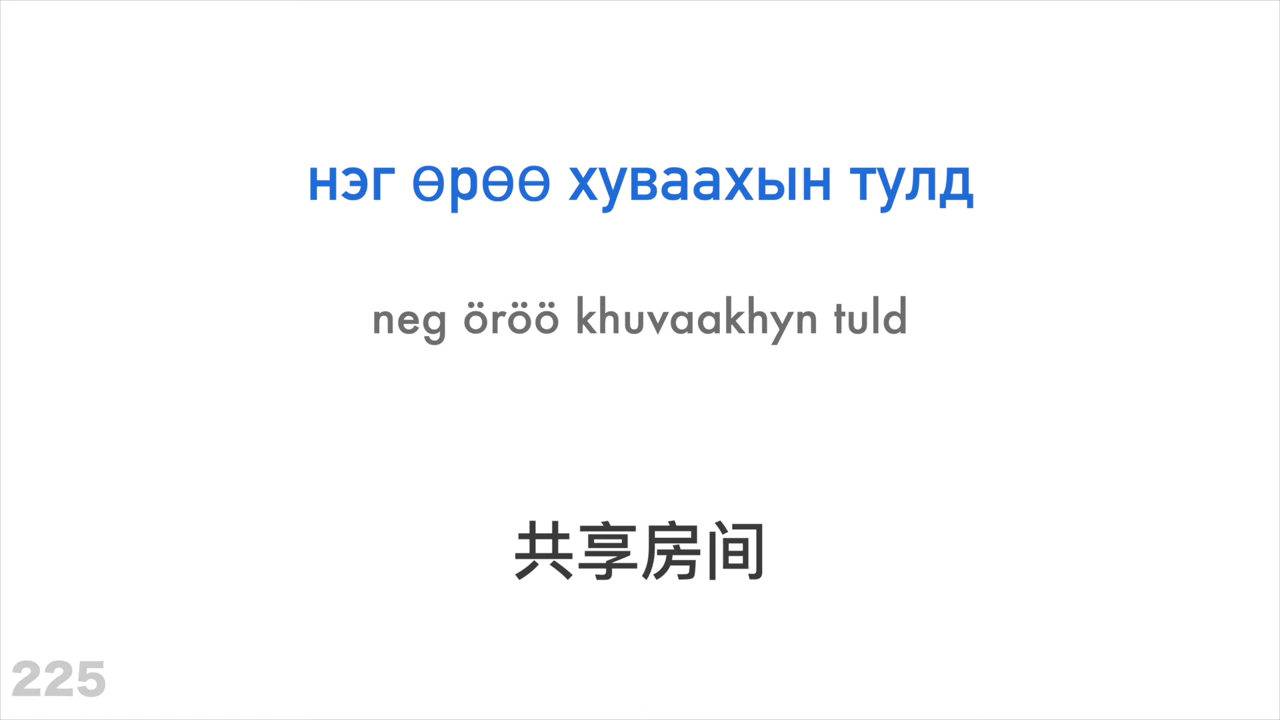 нэг өрөө хуваахын тулд
neg öröö khuvaakhyn tuld
共享房间
225